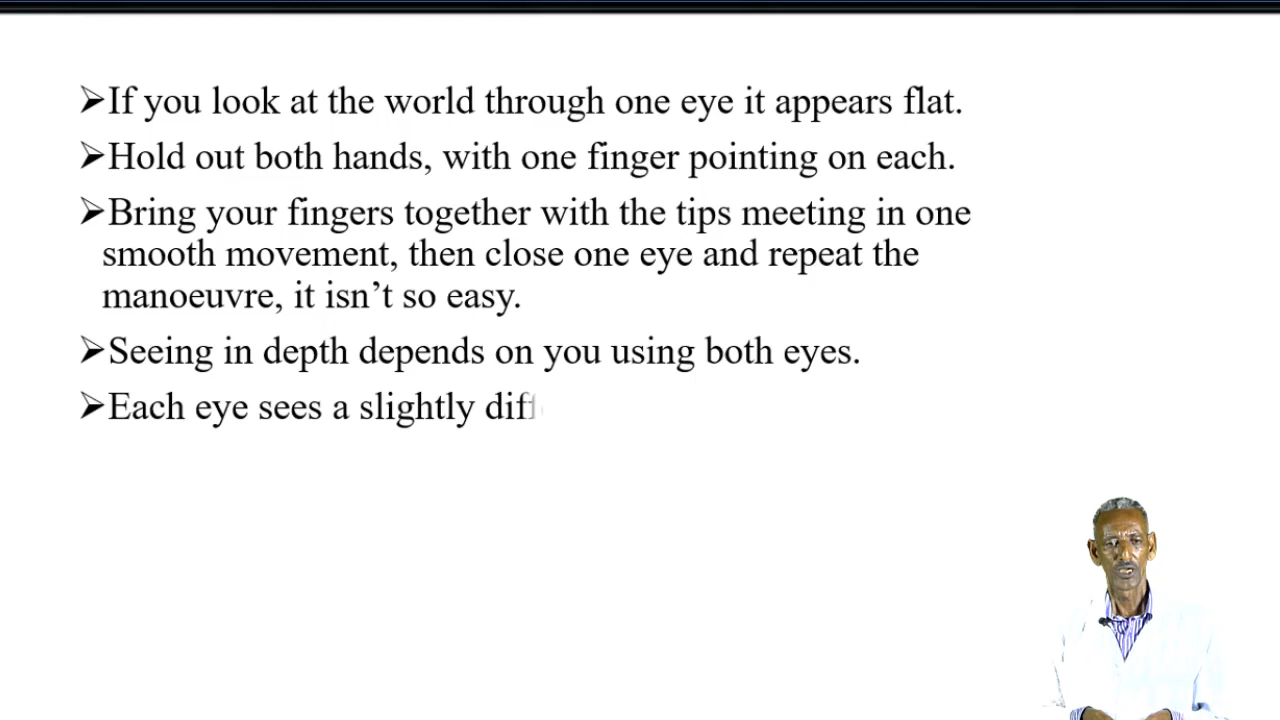 ➢If you look at the world through one eye it appears flat.
➢Hold out both hands, with one finger pointing on each.
➢Bring your fingers together with the tips meeting in one
smooth movement, then close one eye and repeat the
manoeuvre, it isn’t so easy.
➢Seeing in depth depends on you using both eyes.
➢Each eye sees a slightly diff